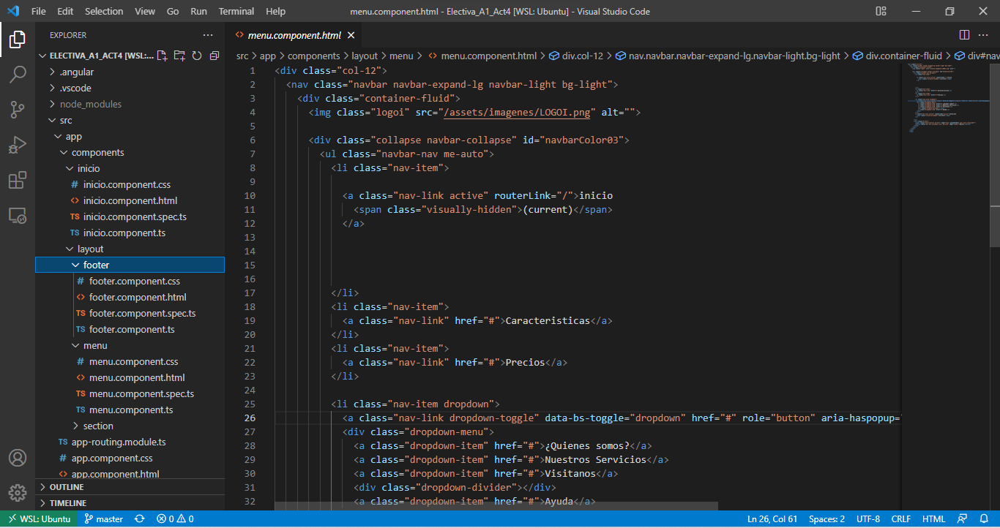 File Edit Selection View Go Run Terminal Help menu.component.html - Electiva_A1_Act4 [WSL: Ubuntu] - Visual Studio Code
EXPLORER
ELECTIVA_A1_ACT4 [WSL:...
.angular
.vscode
node_modules
src
app
components
inicio
# inicio.component.css
<> inicio.component.html
TS inicio.component.spec.ts
TS inicio.component.ts
layout
footer
# footer.component.css
<> footer.component.html
TS footer.component.spec.ts
TS footer.component.ts
menu
# menu.component.css
<> menu.component.html
TS menu.component.spec.ts
TS menu.component.ts
section
TS app-routing.module.ts
# app.component.css
<> app.component.html
OUTLINE
TIMELINE
<> menu.component.html
src > app > components > layout > menu > <> menu.component.html > div.col-12 > nav.navbar.navbar-expand-lg.navbar-light.bg-light > div.container-fluid > div#nav
1 <div class="col-12">
2 <nav class="navbar navbar-expand-lg navbar-light bg-light">
3 <div class="container-fluid">
4 <img class="logoi" src="/assets/imagenes/LOGOI.png" alt="">
5
6 <div class="collapse navbar-collapse" id="navbarColor03">
7 <ul class="navbar-nav me-auto">
8 <li class="nav-item">
9
10 <a class="nav-link active" routerLink="/">inicio
11 <span class="visually-hidden">(current)</span>
12 </a>
13
14
15
16
17 </li>
18 <li class="nav-item">
19 <a class="nav-link" href="#">Caracteristicas</a>
20 </li>
21 <li class="nav-item">
22 <a class="nav-link" href="#">Precios</a>
23 </li>
24
25 <li class="nav-item dropdown">
26 <a class="nav-link dropdown-toggle" data-bs-toggle="dropdown" href="#" role="button" aria-haspopup="
27 <div class="dropdown-menu">
28 <a class="dropdown-item" href="#">¿Quienes somos?</a>
29 <a class="dropdown-item" href="#">Nuestros Servicios</a>
30 <a class="dropdown-item" href="#">Visitanos</a>
31 <div class="dropdown-divider"></div>
32 <a class="dropdown-item" href="#">Ayuda</a>
WSL: Ubuntu master 0 0 Ln 26, Col 61 Spaces: 2 UTF-8 CRLF HTML